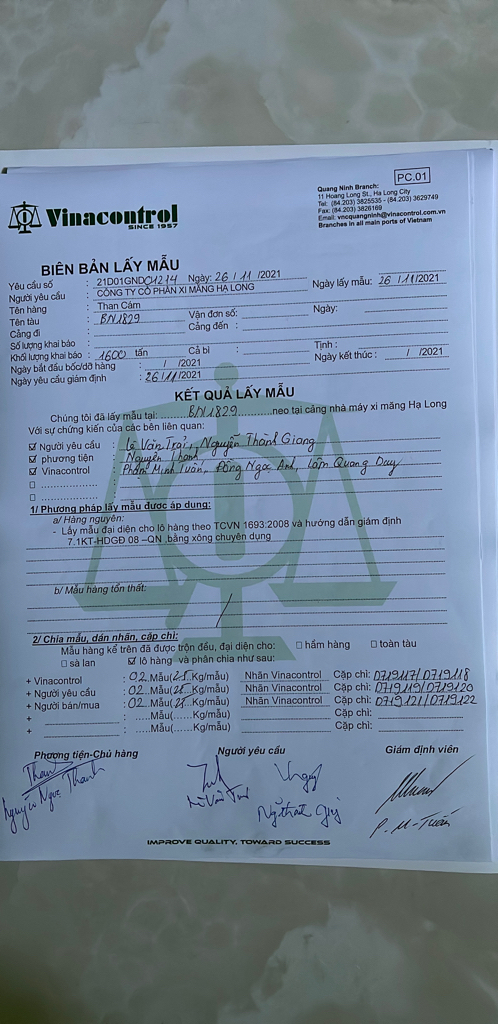 PC.01
Vinacontrol
SINCE 1957
Quang Ninh Branch:
11 Hoang Long St., Ha Long City
Tel: (84.203) 3825535 - (84.203) 3629749
Fax: (84.203) 3826169
Email: vncquangninh@vinacontrol.com.vn
Branches in all main ports of Vietnam
BIÊN BẢN LẤY MẪU
Yêu cầu số : 21D01GND01274 Ngày: 26 / 11 /2021 Ngày lấy mẫu: 26 /11/2021
Người yêu cầu : CÔNG TY CỔ PHẦN XI MĂNG HẠ LONG
Tên hàng : Than Cám
Tên tàu : BN1829 Vận đơn số: Ngày:
Cảng đi : Cảng đến :
Số lượng khai báo :
Khối lượng khai báo : 1600 tấn Cả bì : Tịnh :
Ngày bắt đầu bốc/dỡ hàng : / /2021 Ngày kết thúc : / /2021
Ngày yêu cầu giám định : 26/11/2021
KẾT QUẢ LẤY MẪU
Chúng tôi đã lấy mẫu tại: BN1829 neo tại cảng nhà máy xi măng Hạ Long
Với sự chứng kiến của các bên liên quan:
☑ Người yêu cầu : Lê Văn Trải, Nguyễn Thanh Giang
☑ phương tiện : Nguyễn Thanh
☑ Vinacontrol : Phạm Minh Tuấn, Đồng Ngọc Anh, Lâm Quang Duy
☐ :
☐ :
1/ Phương pháp lấy mẫu được áp dụng:
a/ Hàng nguyên:
- Lấy mẫu đại diện cho lô hàng theo TCVN 1693:2008 và hướng dẫn giám định
7.1KT-HDGĐ 08 –QN ,bằng xông chuyên dụng
b/ Mẫu hàng tổn thất:
/
2/ Chia mẫu, dán nhãn, cặp chì:
Mẫu hàng kể trên đã được trộn đều, đại diện cho: ☐ hầm hàng ☐ toàn tàu
☐ sà lan ☑ lô hàng và phân chia như sau:
+ Vinacontrol : 02 Mẫu(25 Kg/mẫu) Nhãn Vinacontrol Cặp chì: 0719117/0719118
+ Người yêu cầu : 02 Mẫu(25 Kg/mẫu) Nhãn Vinacontrol Cặp chì: 0719119/0719120
+ Người bán/mua : 02 Mẫu(25 Kg/mẫu) Nhãn Vinacontrol Cặp chì: 0719121/0719122
+ : .....Mẫu(......Kg/mẫu) Cặp chì:
+ : .....Mẫu(......Kg/mẫu) Cặp chì:
Phương tiện-Chủ hàng Người yêu cầu Giám định viên
Thanh
Nguyễn Ngọc Thanh
P. M-Tuấn
IMPROVE QUALITY, TOWARD SUCCESS